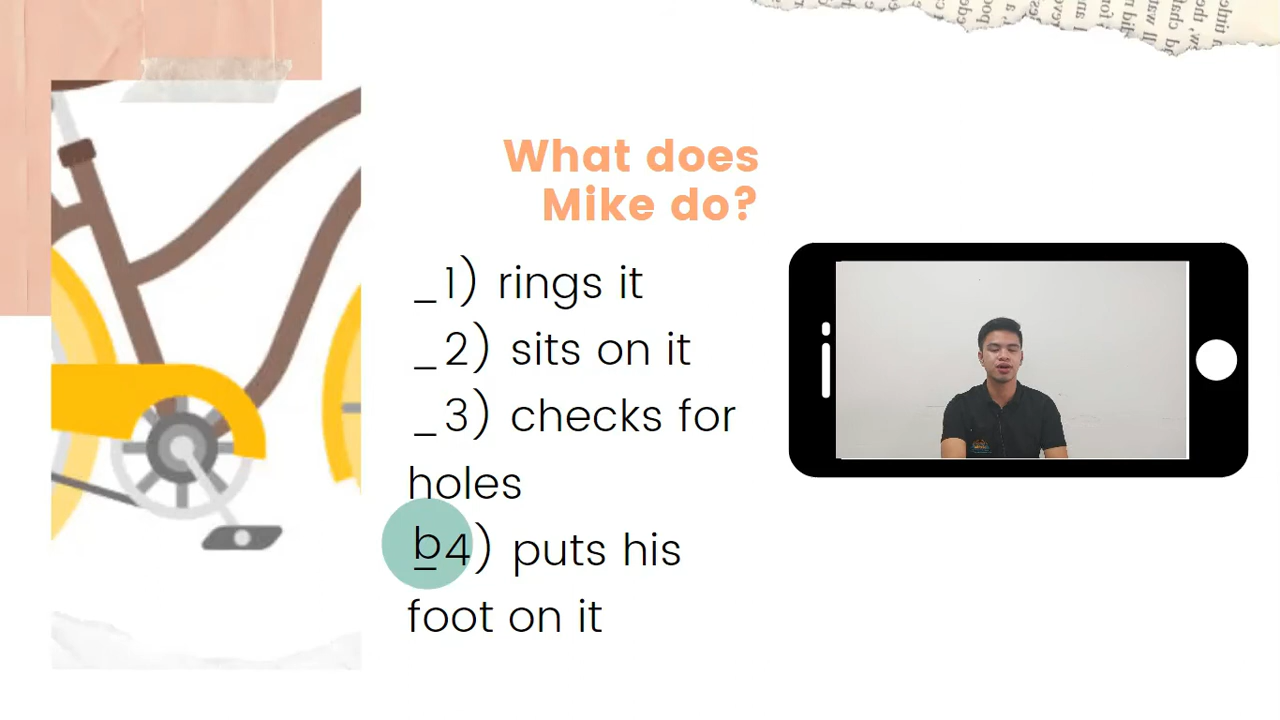 What does
Mike do?
_1) rings it
_2) sits on it
_3) checks for
holes
b4) puts his
foot on it